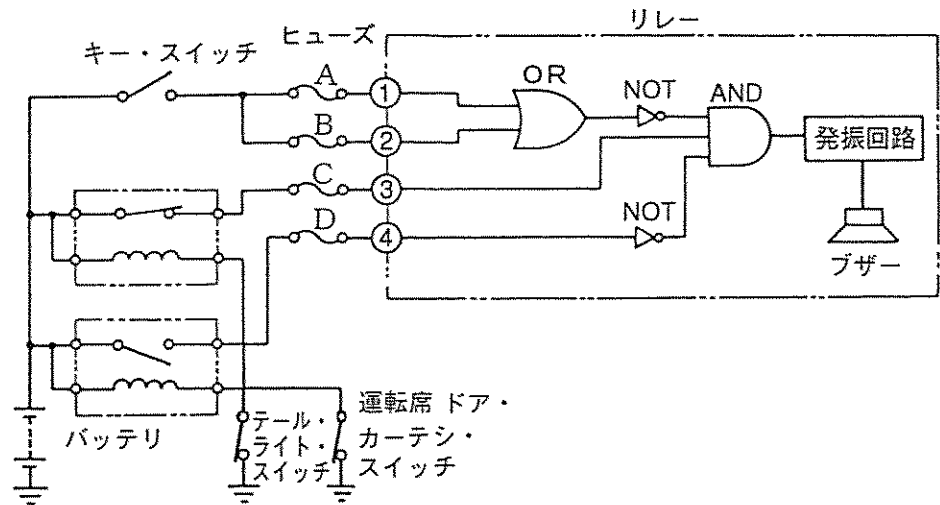 リレー
キー・スイッチ
ヒューズ
A
B
C
D
①
②
③
④
OR
NOT
AND
NOT
発振回路
ブザー
バッテリ
テール・
ライト・
スイッチ
運転席 ドア・
カーテシ・
スイッチ